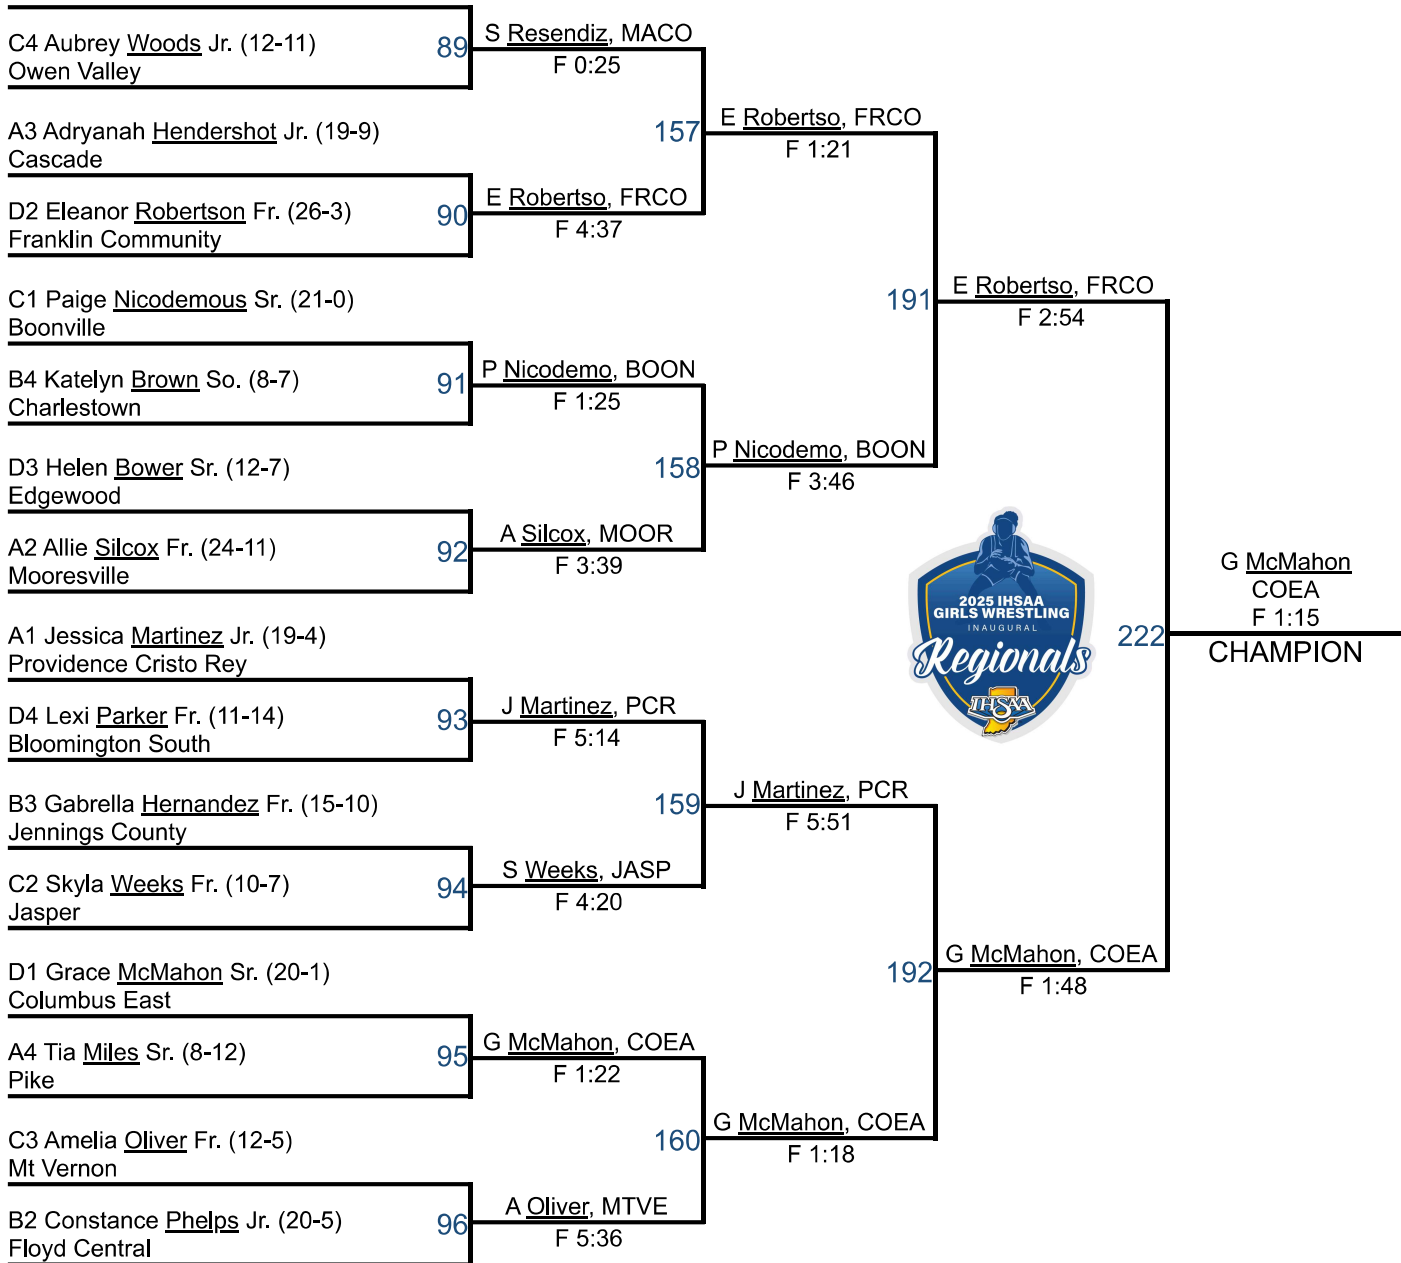 C4 Aubrey Woods Jr. (12-11)
Owen Valley
A3 Adryanah Hendershot Jr. (19-9)
Cascade
D2 Eleanor Robertson Fr. (26-3)
Franklin Community
C1 Paige Nicodemous Sr. (21-0)
Boonville
B4 Katelyn Brown So. (8-7)
Charlestown
D3 Helen Bower Sr. (12-7)
Edgewood
A2 Allie Silcox Fr. (24-11)
Mooresville
A1 Jessica Martinez Jr. (19-4)
Providence Cristo Rey
D4 Lexi Parker Fr. (11-14)
Bloomington South
B3 Gabrella Hernandez Fr. (15-10)
Jennings County
C2 Skyla Weeks Fr. (10-7)
Jasper
D1 Grace McMahon Sr. (20-1)
Columbus East
A4 Tia Miles Sr. (8-12)
Pike
C3 Amelia Oliver Fr. (12-5)
Mt Vernon
B2 Constance Phelps Jr. (20-5)
Floyd Central
89
S Resendiz, MACO
F 0:25
90
E Robertso, FRCO
F 4:37
91
P Nicodemo, BOON
F 1:25
92
A Silcox, MOOR
F 3:39
93
J Martinez, PCR
F 5:14
94
S Weeks, JASP
F 4:20
95
G McMahon, COEA
F 1:22
96
A Oliver, MTVE
F 5:36
157
E Robertso, FRCO
F 1:21
158
P Nicodemo, BOON
F 3:46
159
J Martinez, PCR
F 5:51
160
G McMahon, COEA
F 1:18
191
E Robertso, FRCO
F 2:54
192
G McMahon, COEA
F 1:48
2025 IHSAA
GIRLS WRESTLING
INAUGURAL
Regionals
IHSAA
222
G McMahon
COEA
F 1:15
CHAMPION